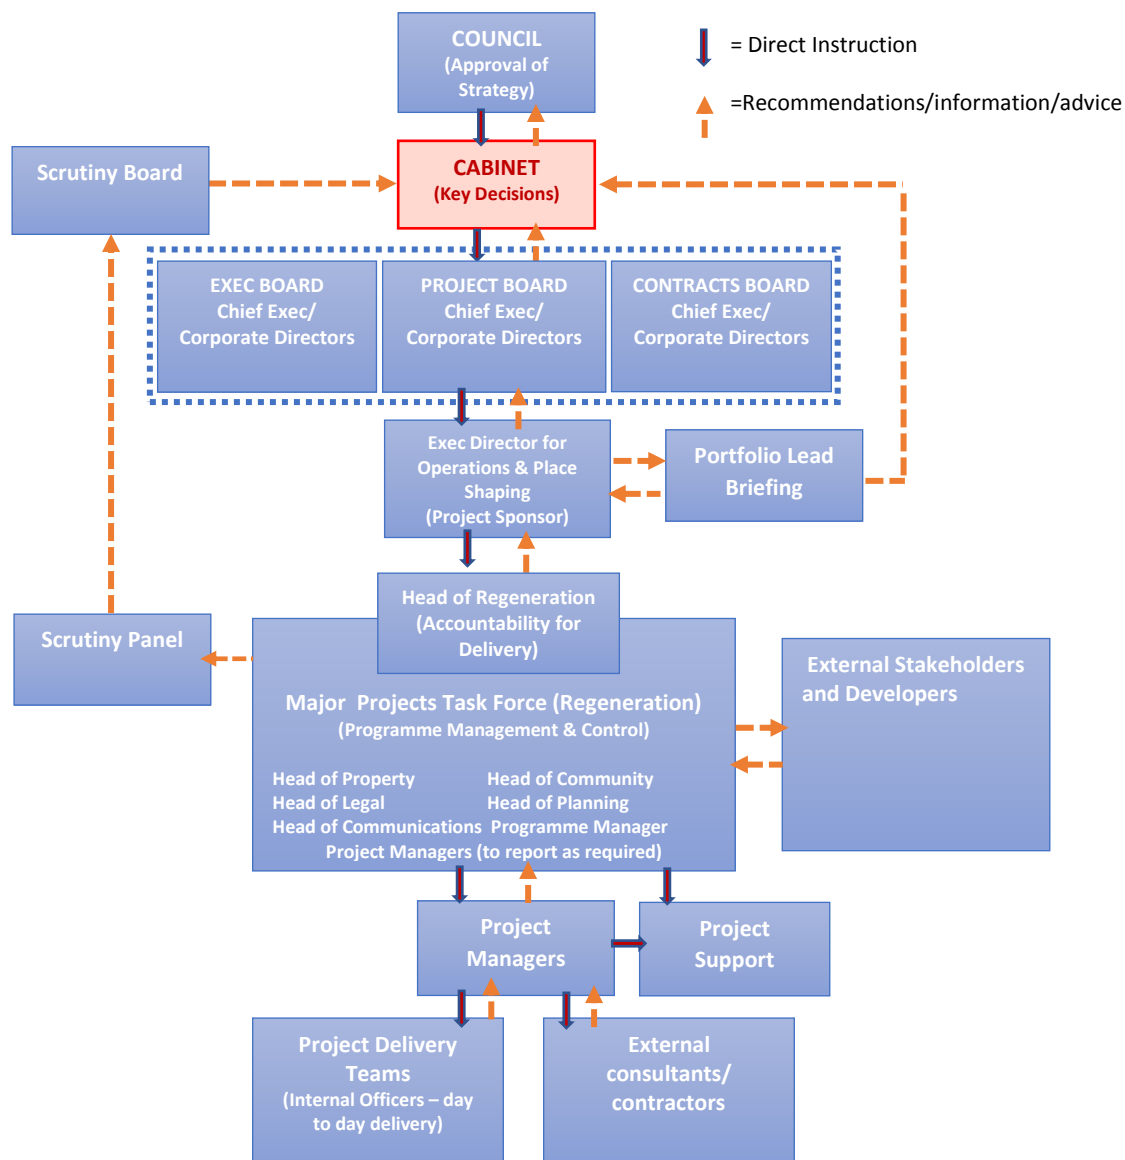 COUNCIL
(Approval of
Strategy)
= Direct Instruction
=Recommendations/information/advice
Scrutiny Board
CABINET
(Key Decisions)
EXEC BOARD
Chief Exec/
Corporate Directors
PROJECT BOARD
Chief Exec/
Corporate Directors
CONTRACTS BOARD
Chief Exec/
Corporate Directors
Exec Director for
Operations & Place
Shaping
(Project Sponsor)
Portfolio Lead
Briefing
Head of Regeneration
(Accountability for
Delivery)
Scrutiny Panel
External Stakeholders
and Developers
Major Projects Task Force (Regeneration)
(Programme Management & Control)
Head of Property Head of Community
Head of Legal Head of Planning
Head of Communications Programme Manager
Project Managers (to report as required)
Project
Managers
Project
Support
Project Delivery
Teams
(Internal Officers – day
to day delivery)
External
consultants/
contractors